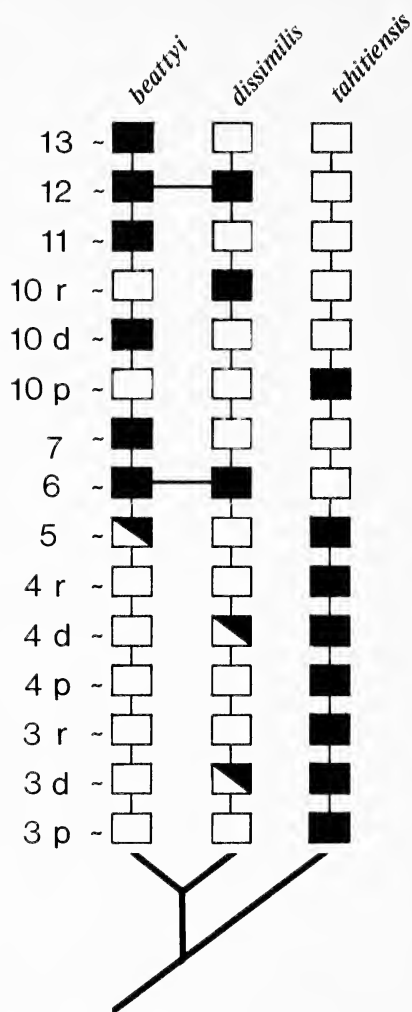 beattyi dissimilis tahitiensis
13 ~
12 ~
11 ~
10 r ~
10 d ~
10 p ~
7 ~
6 ~
5 ~
4 r ~
4 d ~
4 p ~
3 r ~
3 d ~
3 p ~